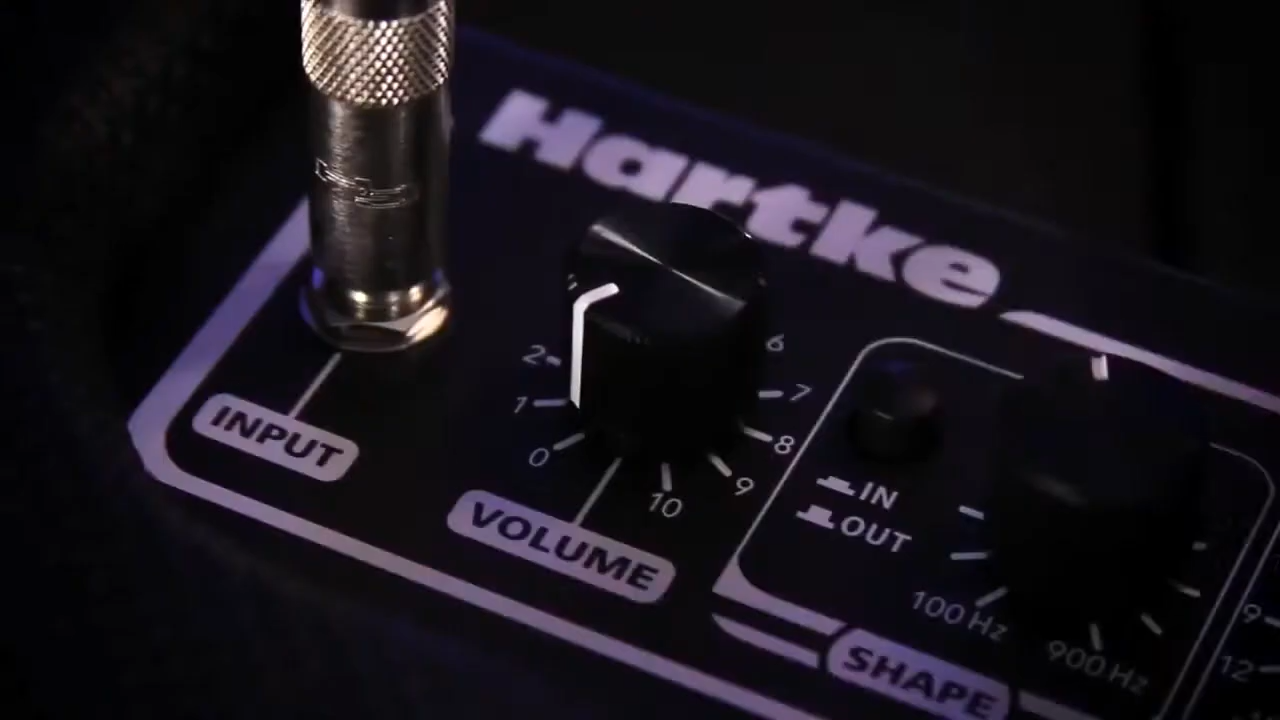 Hartke
INPUT
2
1
0
6
7
8
9
10
VOLUME
IN
OUT
100 Hz
900 Hz
SHAPE
9
12